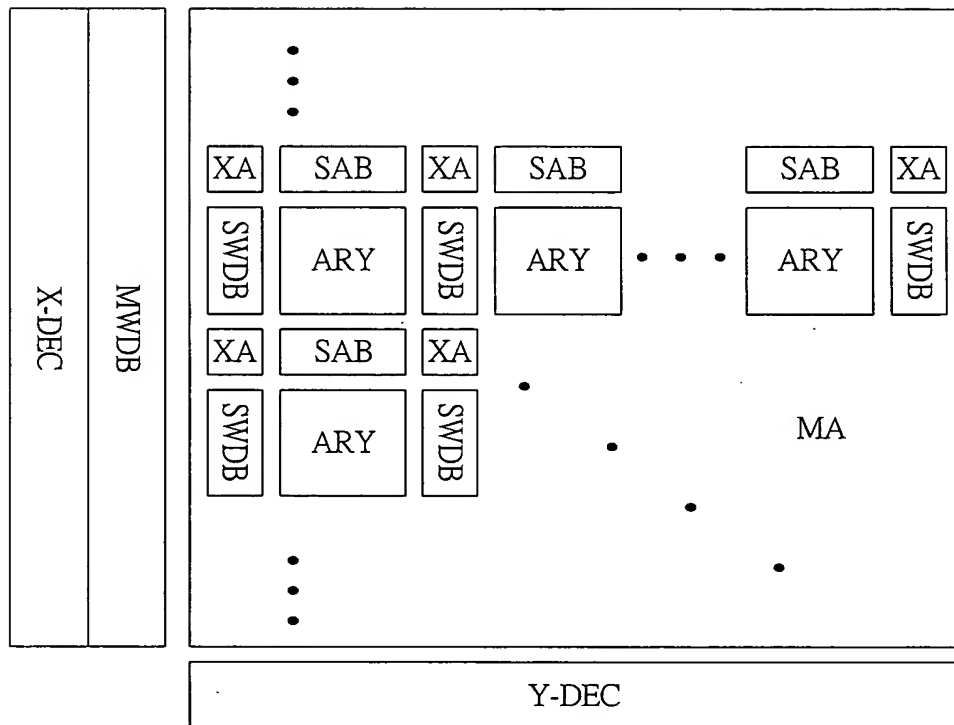 X-DEC
MWDB
XA SAB XA SAB SAB XA
SWDB ARY SWDB ARY ARY SWDB
XA SAB XA
SWDB ARY SWDB
MA
Y-DEC